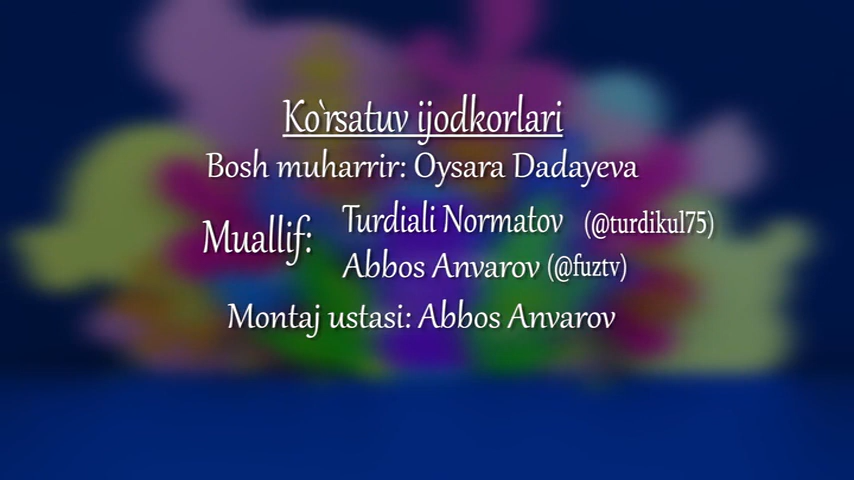 Ko`rsatuv ijodkorlari
Bosh muharrir: Oysara Dadayeva
Muallif: Turdiali Normatov (@turdikul75)
Abbos Anvarov (@fuztv)
Montaj ustasi: Abbos Anvarov